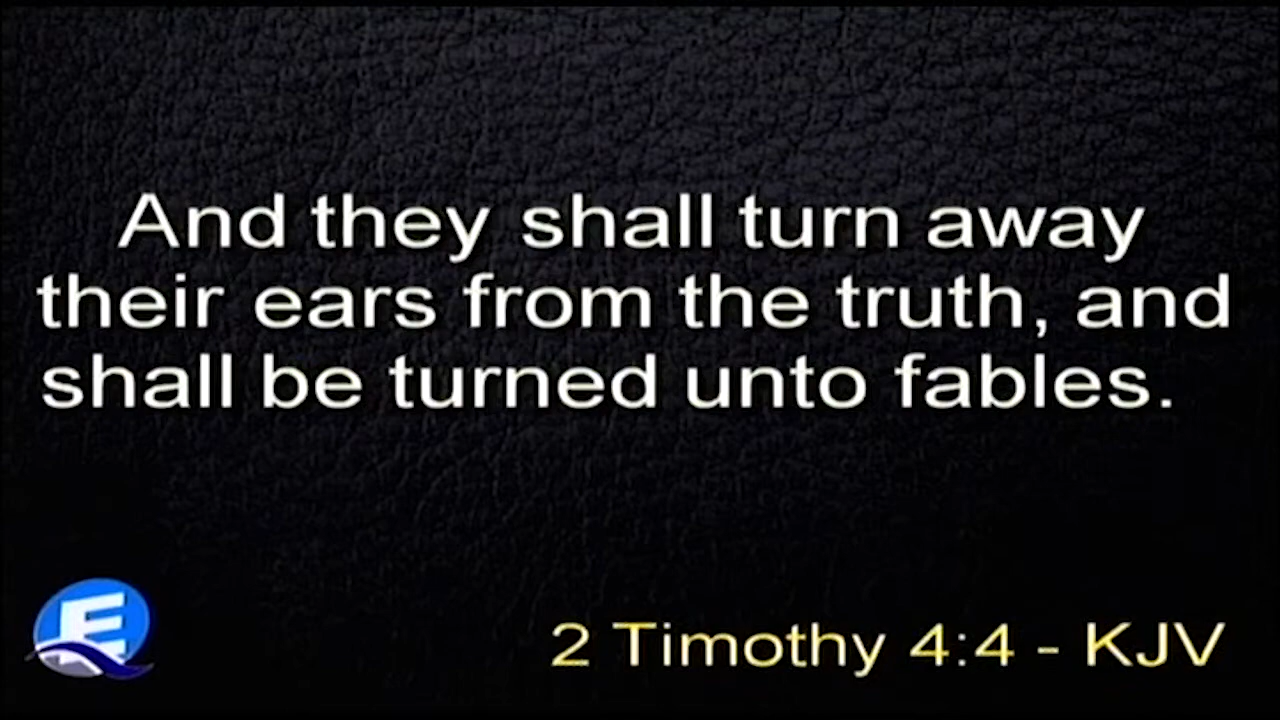 And they shall turn away
their ears from the truth, and
shall be turned unto fables.
E
2 Timothy 4:4 - KJV